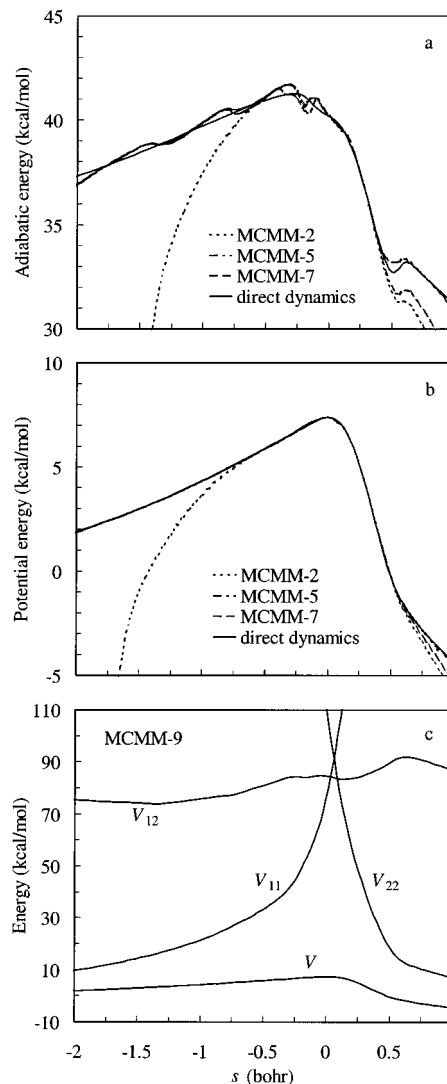 45
a
40
35
30
Adiabatic energy (kcal/mol)
MCMM-2
MCMM-5
MCMM-7
direct dynamics
b
10
5
0
-5
Potential energy (kcal/mol)
MCMM-2
MCMM-5
MCMM-7
direct dynamics
110
MCMM-9
c
90
70
50
30
10
-10
Energy (kcal/mol)
V12
V11
V22
V
-2 -1.5 -1 -0.5 0 0.5
s (bohr)